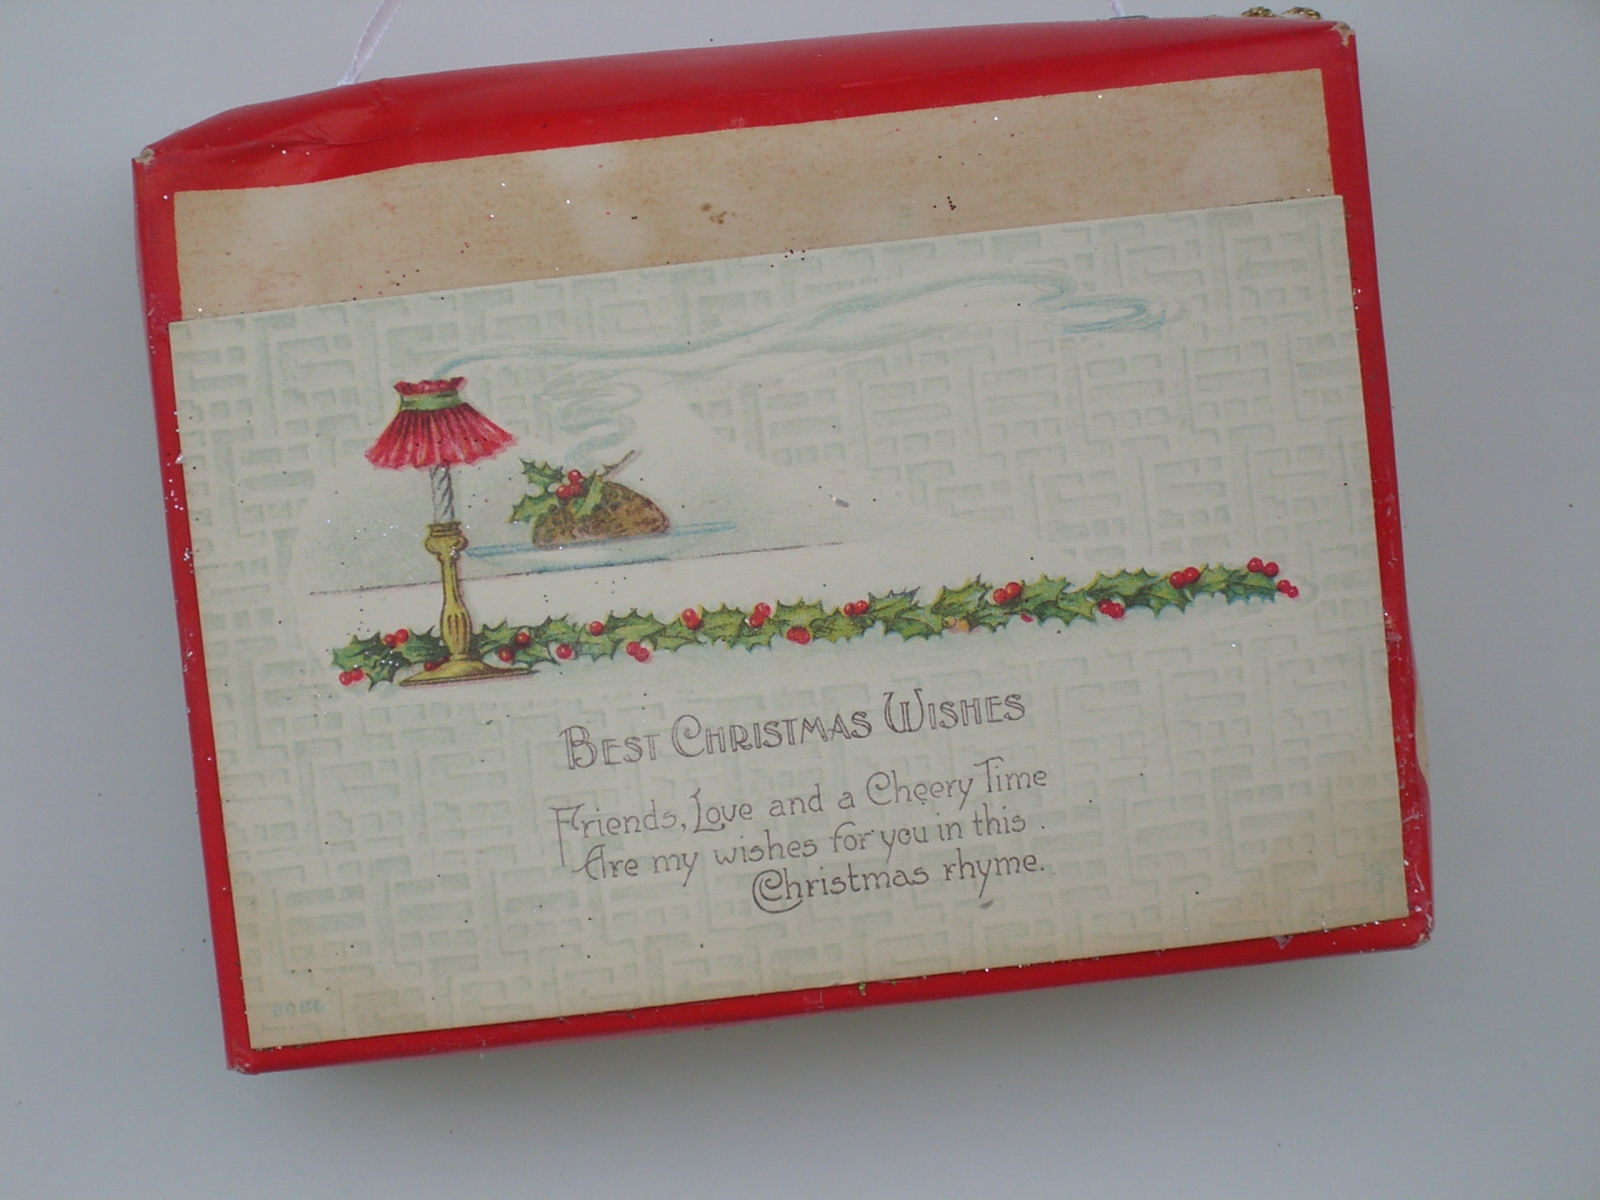 BEST CHRISTMAS WISHES
Friends, Love and a Cheery Time
Are my wishes for you in this
Christmas rhyme.